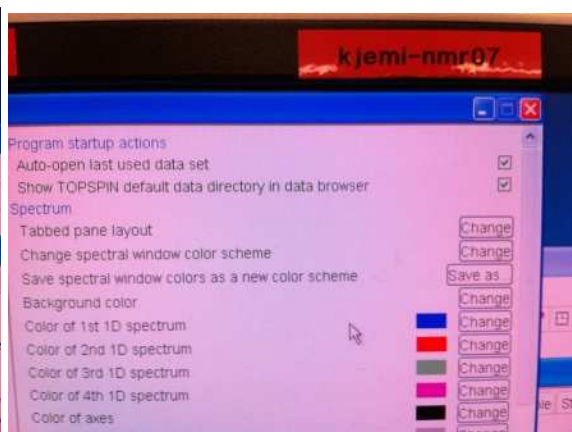 kjemi-nmr07
Program startup actions
Auto-open last used data set
Show TOPSPIN default data directory in data browser
Spectrum
Tabbed pane layout Change
Change spectral window color scheme Change
Save spectral window colors as a new color scheme Save as...
Background color Change
Color of 1st 1D spectrum Change
Color of 2nd 1D spectrum Change
Color of 3rd 1D spectrum Change
Color of 4th 1D spectrum Change
Color of axes Change